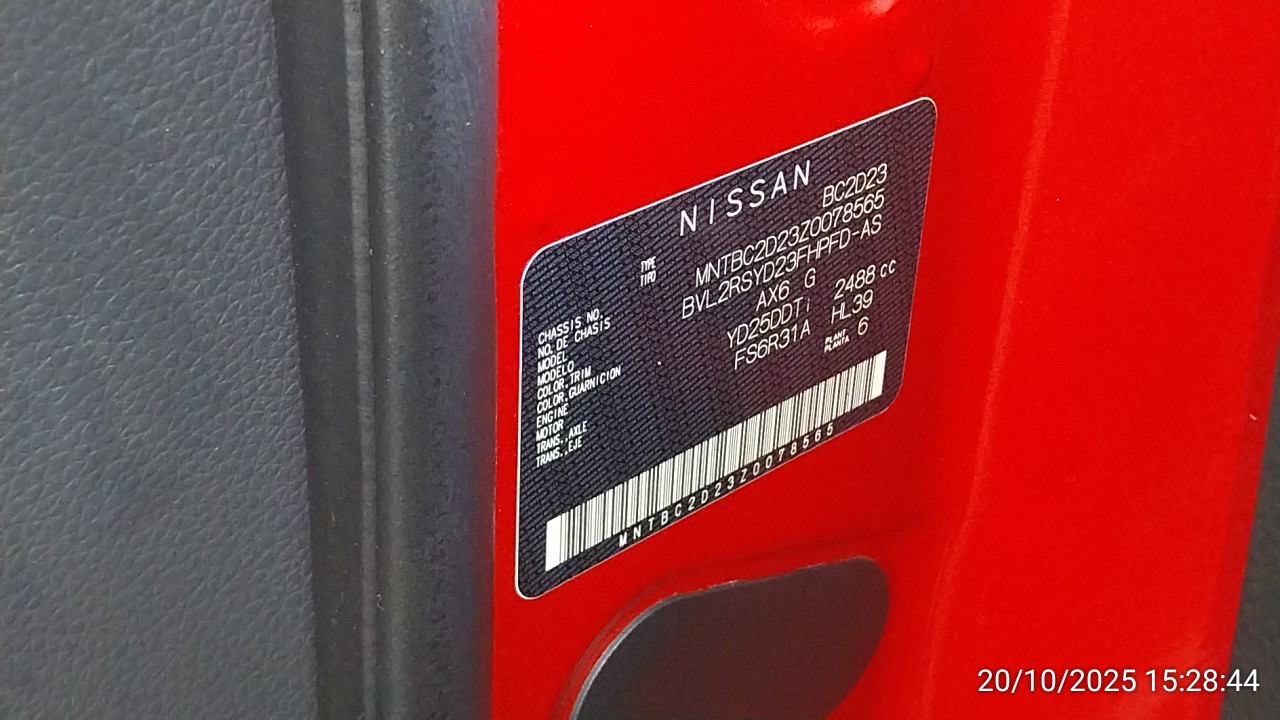 NISSAN
TYPE
TIPO
BC2D23
CHASSIS NO.
NO. DE CHASIS
MNTBC2D23Z0078565
MODEL
MODELO
BVL2RSYD23FHPFD-AS
COLOR,TRIM
COLOR,GUARNICION
AX6 G
ENGINE
MOTOR
YD25DDTi 2488 cc
TRANS.,AXLE
TRANS.,EJE
FS6R31A HL39
PLANT
PLANTA
6
MNTBC2D23Z0078565
20/10/2025 15:28:44